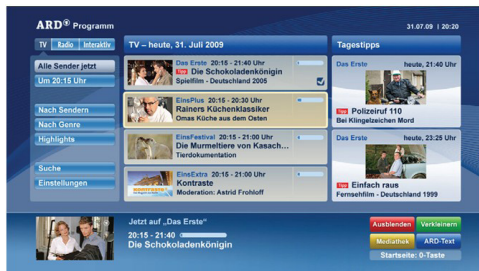 ARD® Programm
31.07.09 | 20:20
TV Radio Interaktiv
TV – heute, 31. Juli 2009
Tagestipps
Alle Sender jetzt
Um 20:15 Uhr
Nach Sendern
Nach Genre
Highlights
Suche
Einstellungen
Das Erste 20:15 - 21:40 Uhr
Tipp Die Schokoladenkönigin
Spielfilm - Deutschland 2005
EinsPlus 20:15 - 20:30 Uhr
Rainers Küchenklassiker
Omas Küche aus dem Osten
EinsFestival 20:15 - 21:00 Uhr
Die Murmeltiere von Kasach...
Tierdokumentation
EinsExtra 20:15 - 21:00 Uhr
Kontraste
Moderation: Astrid Frohloff
Das Erste heute, 21:40 Uhr
Tipp Polizeiruf 110
Bei Klingelzeichen Mord
Das Erste heute, 23:25 Uhr
Tipp Einfach raus
Fernsehfilm - Deutschland 1999
Jetzt auf „Das Erste“
20:15 - 21:40
Die Schokoladenkönigin
Ausblenden Verkleinern
Mediathek ARD-Text
Startseite: 0-Taste